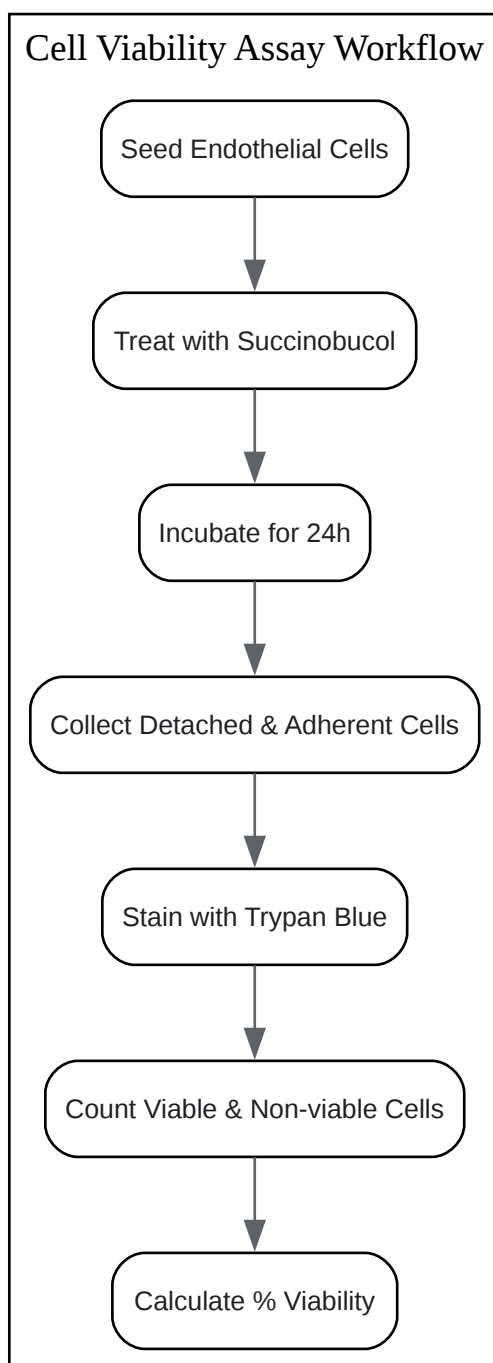 Cell Viability Assay Workflow
Seed Endothelial Cells
Treat with Succinobucol
Incubate for 24h
Collect Detached & Adherent Cells
Stain with Trypan Blue
Count Viable & Non-viable Cells
Calculate % Viability